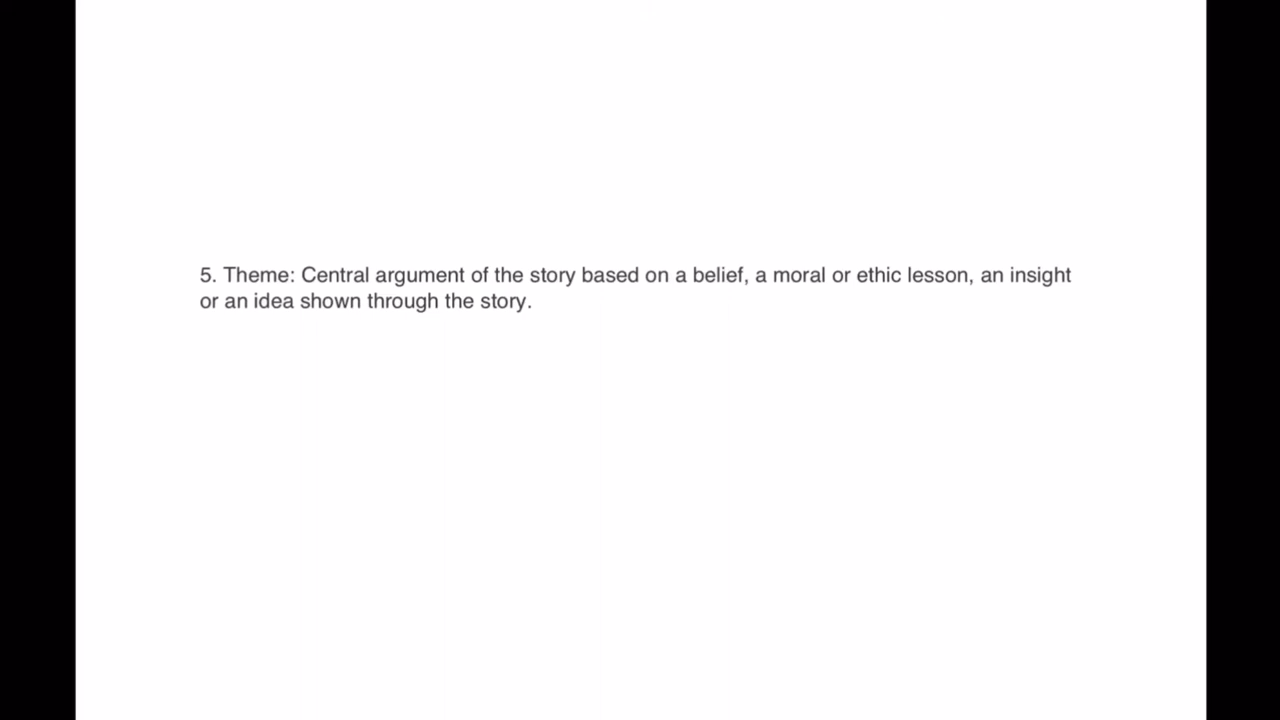 5. Theme: Central argument of the story based on a belief, a moral or ethic lesson, an insight
or an idea shown through the story.